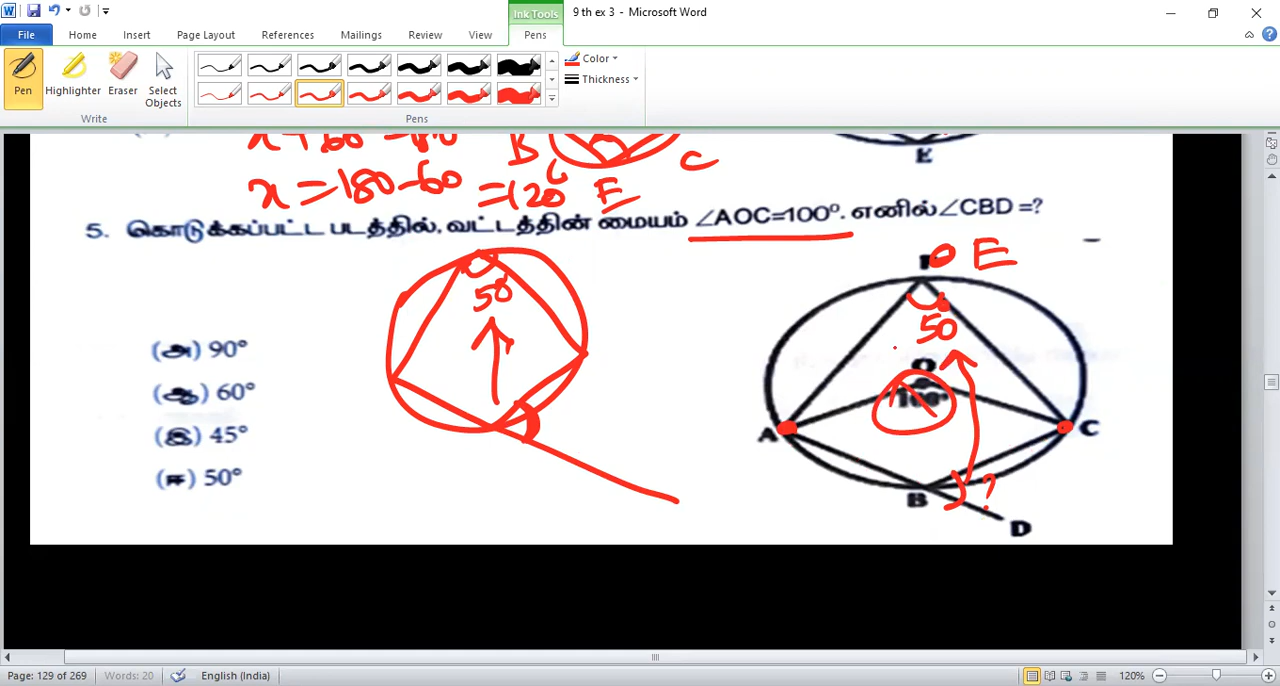 9 th ex 3 - Microsoft Word
Ink Tools
File Home Insert Page Layout References Mailings Review View Pens
Pen Highlighter Eraser Select Objects
Color
Thickness
Write Pens
B C E
x = 180 - 60 = 120 E
5. கொடுக்கப்பட்ட படத்தில், வட்டத்தின் மையம் ∠AOC=100°. எனில் ∠CBD =?
E
50
50
(அ) 90°
O
100°
(ஆ) 60°
A C
(இ) 45°
(ஈ) 50°
B ?
D
Page: 129 of 269 Words: 20 English (India) 120%